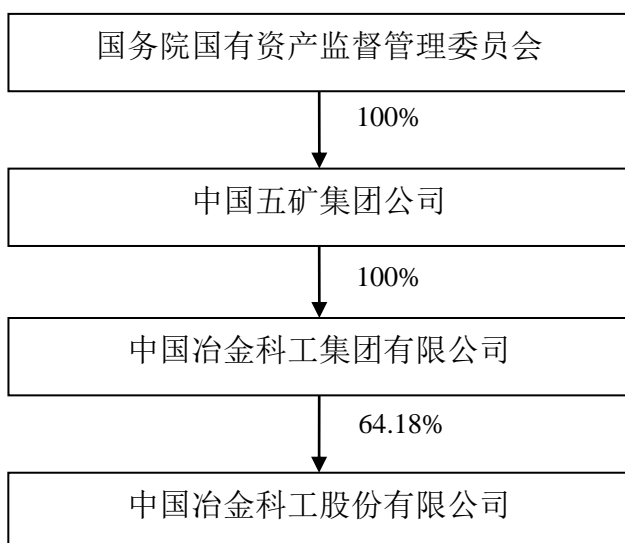 国务院国有资产监督管理委员会
100%
中国五矿集团公司
100%
中国冶金科工集团有限公司
64.18%
中国冶金科工股份有限公司